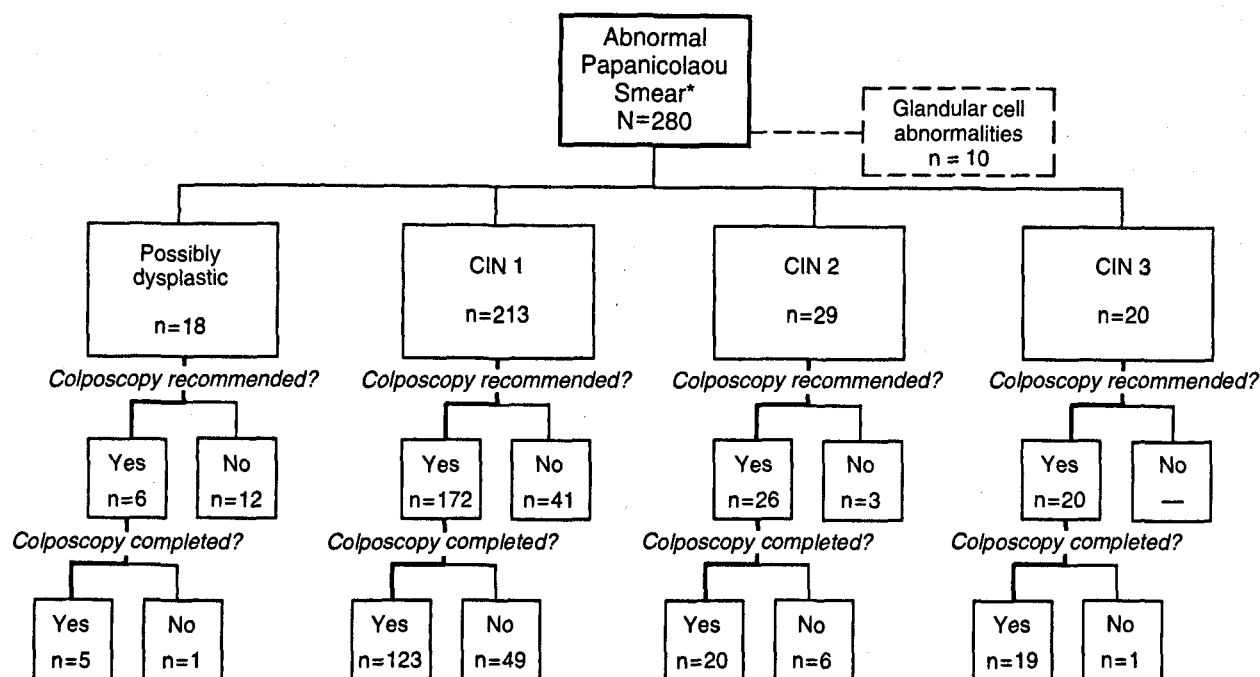 Abnormal
Papanicolaou
Smear*
N=280
Glandular cell
abnormalities
n = 10
Possibly
dysplastic
n=18
CIN 1
n=213
CIN 2
n=29
CIN 3
n=20
Colposcopy recommended?
Colposcopy recommended?
Colposcopy recommended?
Colposcopy recommended?
Yes
n=6
No
n=12
Yes
n=172
No
n=41
Yes
n=26
No
n=3
Yes
n=20
No
—
Colposcopy completed?
Colposcopy completed?
Colposcopy completed?
Colposcopy completed?
Yes
n=5
No
n=1
Yes
n=123
No
n=49
Yes
n=20
No
n=6
Yes
n=19
No
n=1